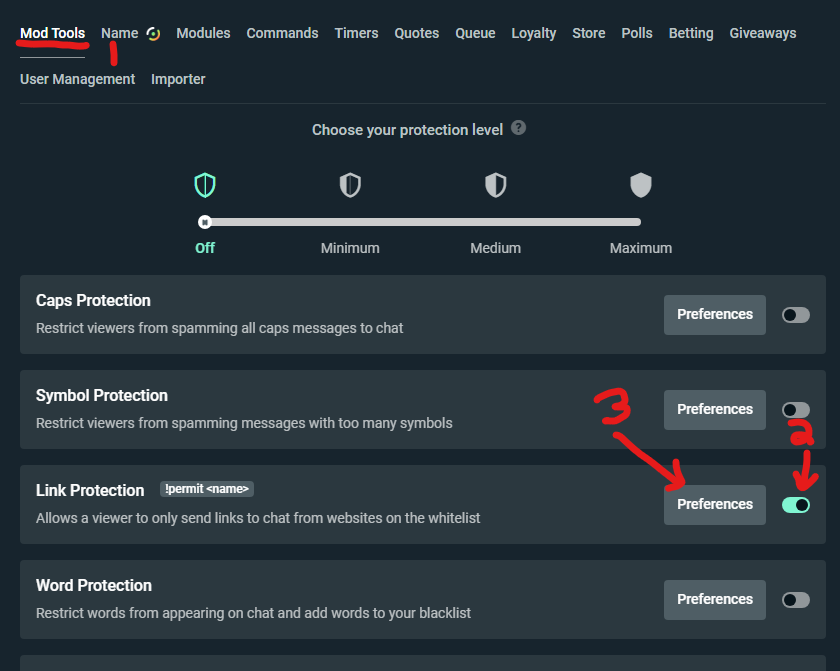 Mod Tools Name Modules Commands Timers Quotes Queue Loyalty Store Polls Betting Giveaways
1
User Management Importer
Choose your protection level ?
Off Minimum Medium Maximum
Caps Protection
Restrict viewers from spamming all caps messages to chat
Preferences
Symbol Protection
Restrict viewers from spamming messages with too many symbols
Preferences
3
2
Link Protection !permit <name>
Allows a viewer to only send links to chat from websites on the whitelist
Preferences
Word Protection
Restrict words from appearing on chat and add words to your blacklist
Preferences